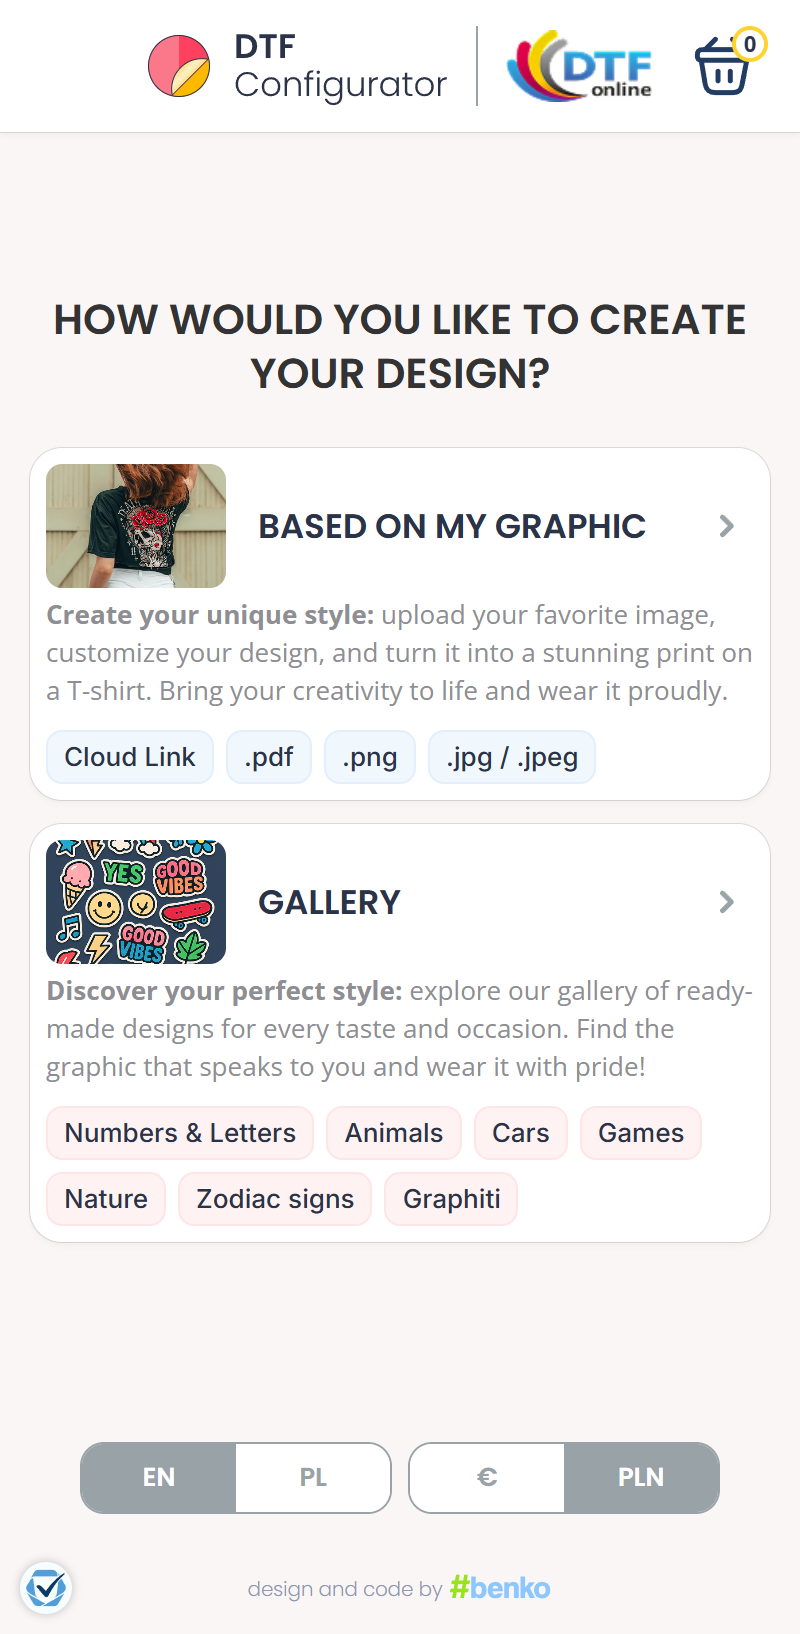 DTF
Configurator
DTF
online
0
HOW WOULD YOU LIKE TO CREATE
YOUR DESIGN?
BASED ON MY GRAPHIC
Create your unique style: upload your favorite image,
customize your design, and turn it into a stunning print on
a T-shirt. Bring your creativity to life and wear it proudly.
Cloud Link
.pdf
.png
.jpg / .jpeg
YES
GOOD
VIBES
GOOD
VIBES
GALLERY
Discover your perfect style: explore our gallery of ready-
made designs for every taste and occasion. Find the
graphic that speaks to you and wear it with pride!
Numbers & Letters
Animals
Cars
Games
Nature
Zodiac signs
Graphiti
EN
PL
€
PLN
design and code by #benko